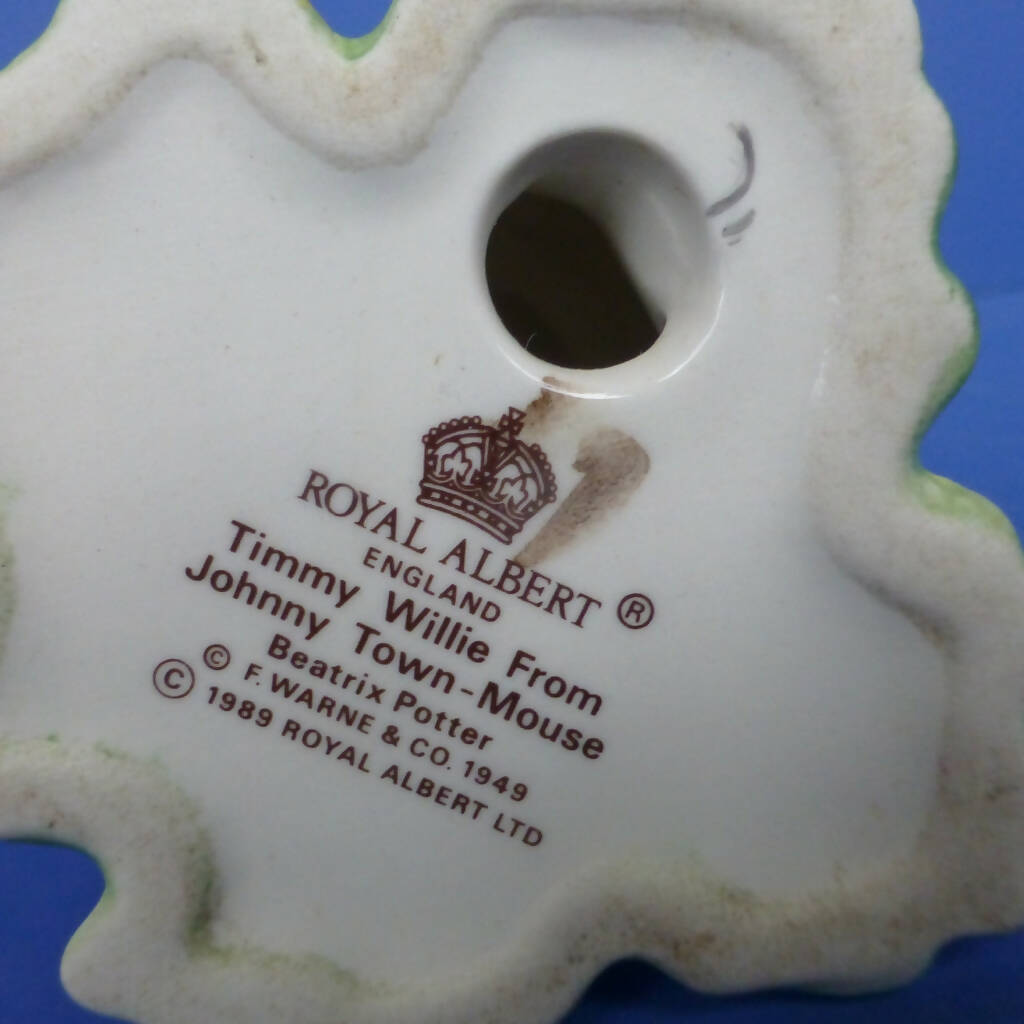 ROYAL ALBERT ®
ENGLAND
Timmy Willie From
Johnny Town-Mouse
Beatrix Potter
© F. WARNE & CO. 1949
© 1989 ROYAL ALBERT LTD